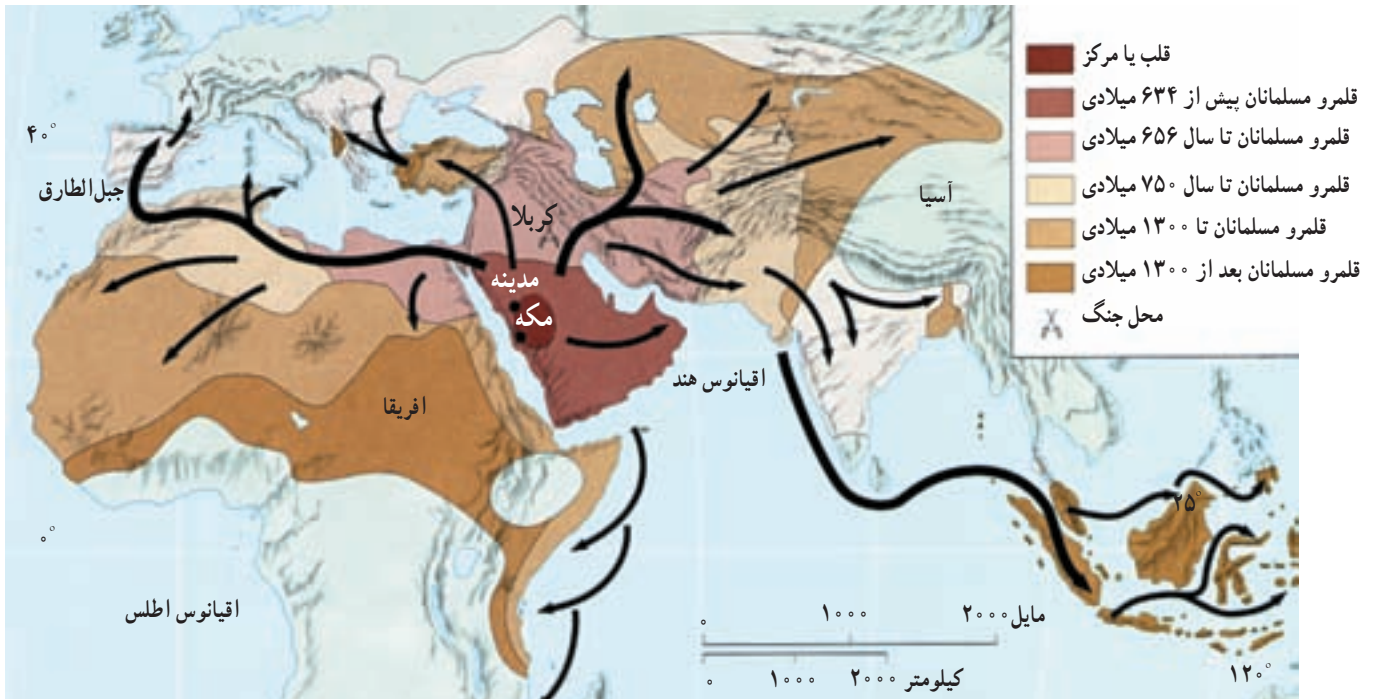 قلب یا مرکز
قلمرو مسلمانان پیش از ۶۳۴ میلادی
قلمرو مسلمانان تا سال ۶۵۶ میلادی
قلمرو مسلمانان تا سال ۷۵۰ میلادی
قلمرو مسلمانان تا ۱۳۰۰ میلادی
قلمرو مسلمانان بعد از ۱۳۰۰ میلادی
محل جنگ
۴۰°
جبل‌الطارق
آسیا
کربلا
مدینه
مکه
اقیانوس هند
افریقا
۲۵°
۰°
اقیانوس اطلس
۰ ۱۰۰۰ ۲۰۰۰ مایل
۰ ۱۰۰۰ ۲۰۰۰ کیلومتر
۱۲۰°